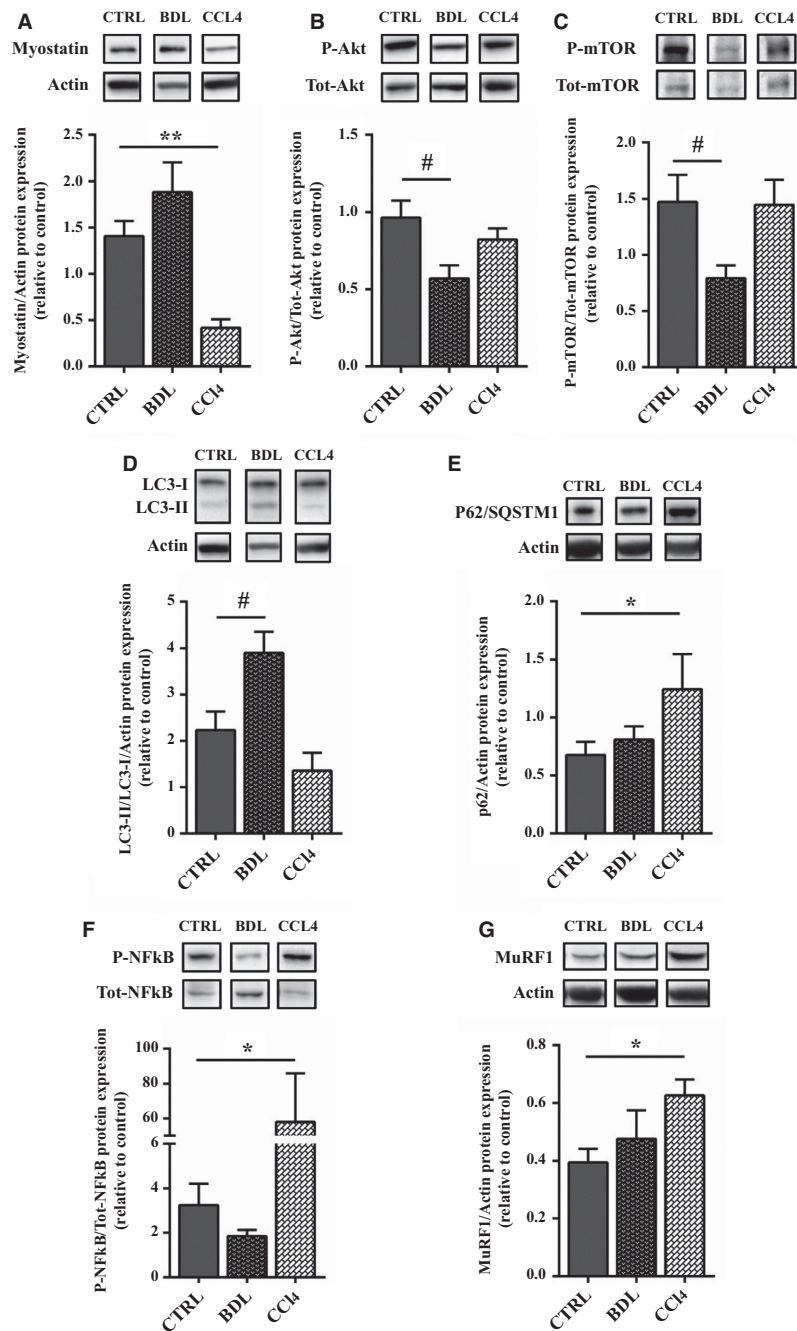 A
CTRL BDL CCL4
Myostatin
Actin
Myostatin/Actin protein expression
(relative to control)
2.5
2.0
1.5
1.0
0.5
0.0
**
CTRL
BDL
CCl4
B
CTRL BDL CCL4
P-Akt
Tot-Akt
P-Akt/Tot-Akt protein expression
(relative to control)
1.5
1.0
0.5
0.0
#
CTRL
BDL
CCl4
C
CTRL BDL CCL4
P-mTOR
Tot-mTOR
P-mTOR/Tot-mTOR protein expression
(relative to control)
2.0
1.5
1.0
0.5
0.0
#
CTRL
BDL
CCl4
D
CTRL BDL CCL4
LC3-I
LC3-II
Actin
LC3-II/LC3-I/Actin protein expression
(relative to control)
5
4
3
2
1
0
#
CTRL
BDL
CCl4
E
CTRL BDL CCL4
P62/SQSTM1
Actin
p62/Actin protein expression
(relative to control)
2.0
1.5
1.0
0.5
0.0
*
CTRL
BDL
CCl4
F
CTRL BDL CCL4
P-NFkB
Tot-NFkB
P-NFkB/Tot-NFkB protein expression
(relative to control)
100
80
60
6
4
2
0
*
CTRL
BDL
CCl4
G
CTRL BDL CCL4
MuRF1
Actin
MuRF1/Actin protein expression
(relative to control)
0.8
0.6
0.4
0.2
0.0
*
CTRL
BDL
CCl4